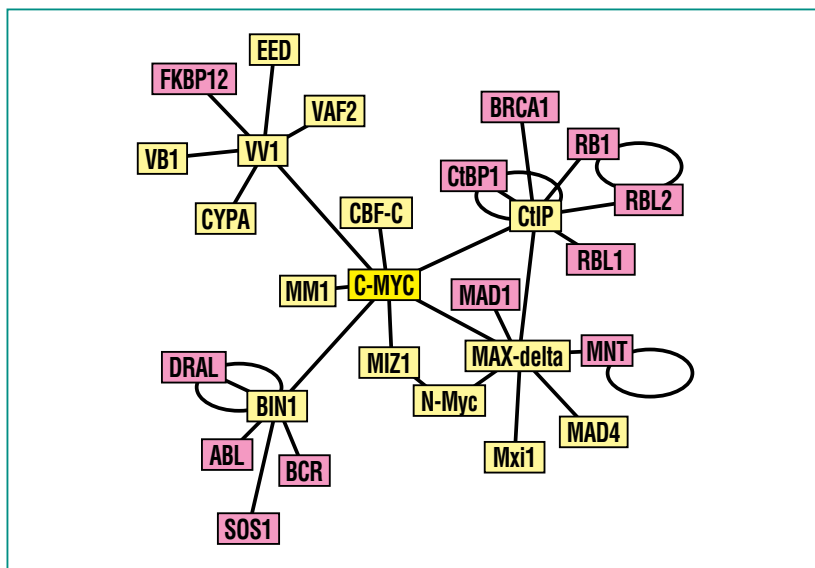 EED
FKBP12
VAF2
BRCA1
VV1
RB1
VB1
CtBP1
RBL2
CYPA
CBF-C
CtIP
RBL1
MM1
C-MYC
MAD1
MIZ1
MAX-delta
MNT
DRAL
N-Myc
BIN1
MAD4
ABL
BCR
Mxi1
SOS1